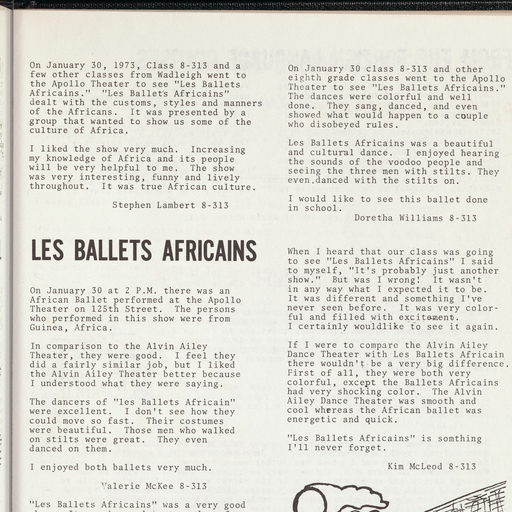 On January 30, 1973, Class 8-313 and a
few other classes from Wadleigh went to
the Apollo Theater to see "Les Ballets
Africains." "Les Ballets Africains"
dealt with the customs, styles and manners
of the Africans. It was presented by a
group that wanted to show us some of the
culture of Africa.
I liked the show very much. Increasing
my knowledge of Africa and its people
will be very helpful to me. The show
was very interesting, funny and lively
throughout. It was true African culture.
Stephen Lambert 8-313
LES BALLETS AFRICAINS
On January 30 at 2 P.M. there was an
African Ballet performed at the Apollo
Theater on 125th Street. The persons
who performed in this show were from
Guinea, Africa.
In comparison to the Alvin Ailey
Theater, they were good. I feel they
did a fairly similar job, but I liked
the Alvin Ailey Theater better because
I understood what they were saying.
The dancers of "les Ballets Africain"
were excellent. I don't see how they
could move so fast. Their costumes
were beautiful. Those men who walked
on stilts were great. They even
danced on them.
I enjoyed both ballets very much.
Valerie McKee 8-313
"Les Ballets Africains" was a very good
On January 30 class 8-313 and other
eighth grade classes went to the Apollo
Theater to see "Les Ballets Africains."
The dances were colorful and well
done. They sang, danced, and even
showed what would happen to a couple
who disobeyed rules.
Les Ballets Africains was a beautiful
and cultural dance. I enjoyed hearing
the sounds of the voodoo people and
seeing the three men with stilts. They
even danced with the stilts on.
I would like to see this ballet done
in school.
Doretha Williams 8-313
When I heard that our class was going
to see "Les Ballets Africains" I said
to myself, "It's probably just another
show." But was I wrong! It wasn't
in any way what I expected it to be.
It was different and something I've
never seen before. It was very color-
ful and filled with excitement.
I certainly wouldlike to see it again.
If I were to compare the Alvin Ailey
Dance Theater with Les Ballets Africain
there wouldn't be a very big difference.
First of all, they were both very
colorful, except the Ballets Africains
had very shocking color. The Alvin
Ailey Dance Theater was smooth and
cool whereas the African ballet was
energetic and quick.
"Les Ballets Africains" is somthing
I'll never forget.
Kim McLeod 8-313